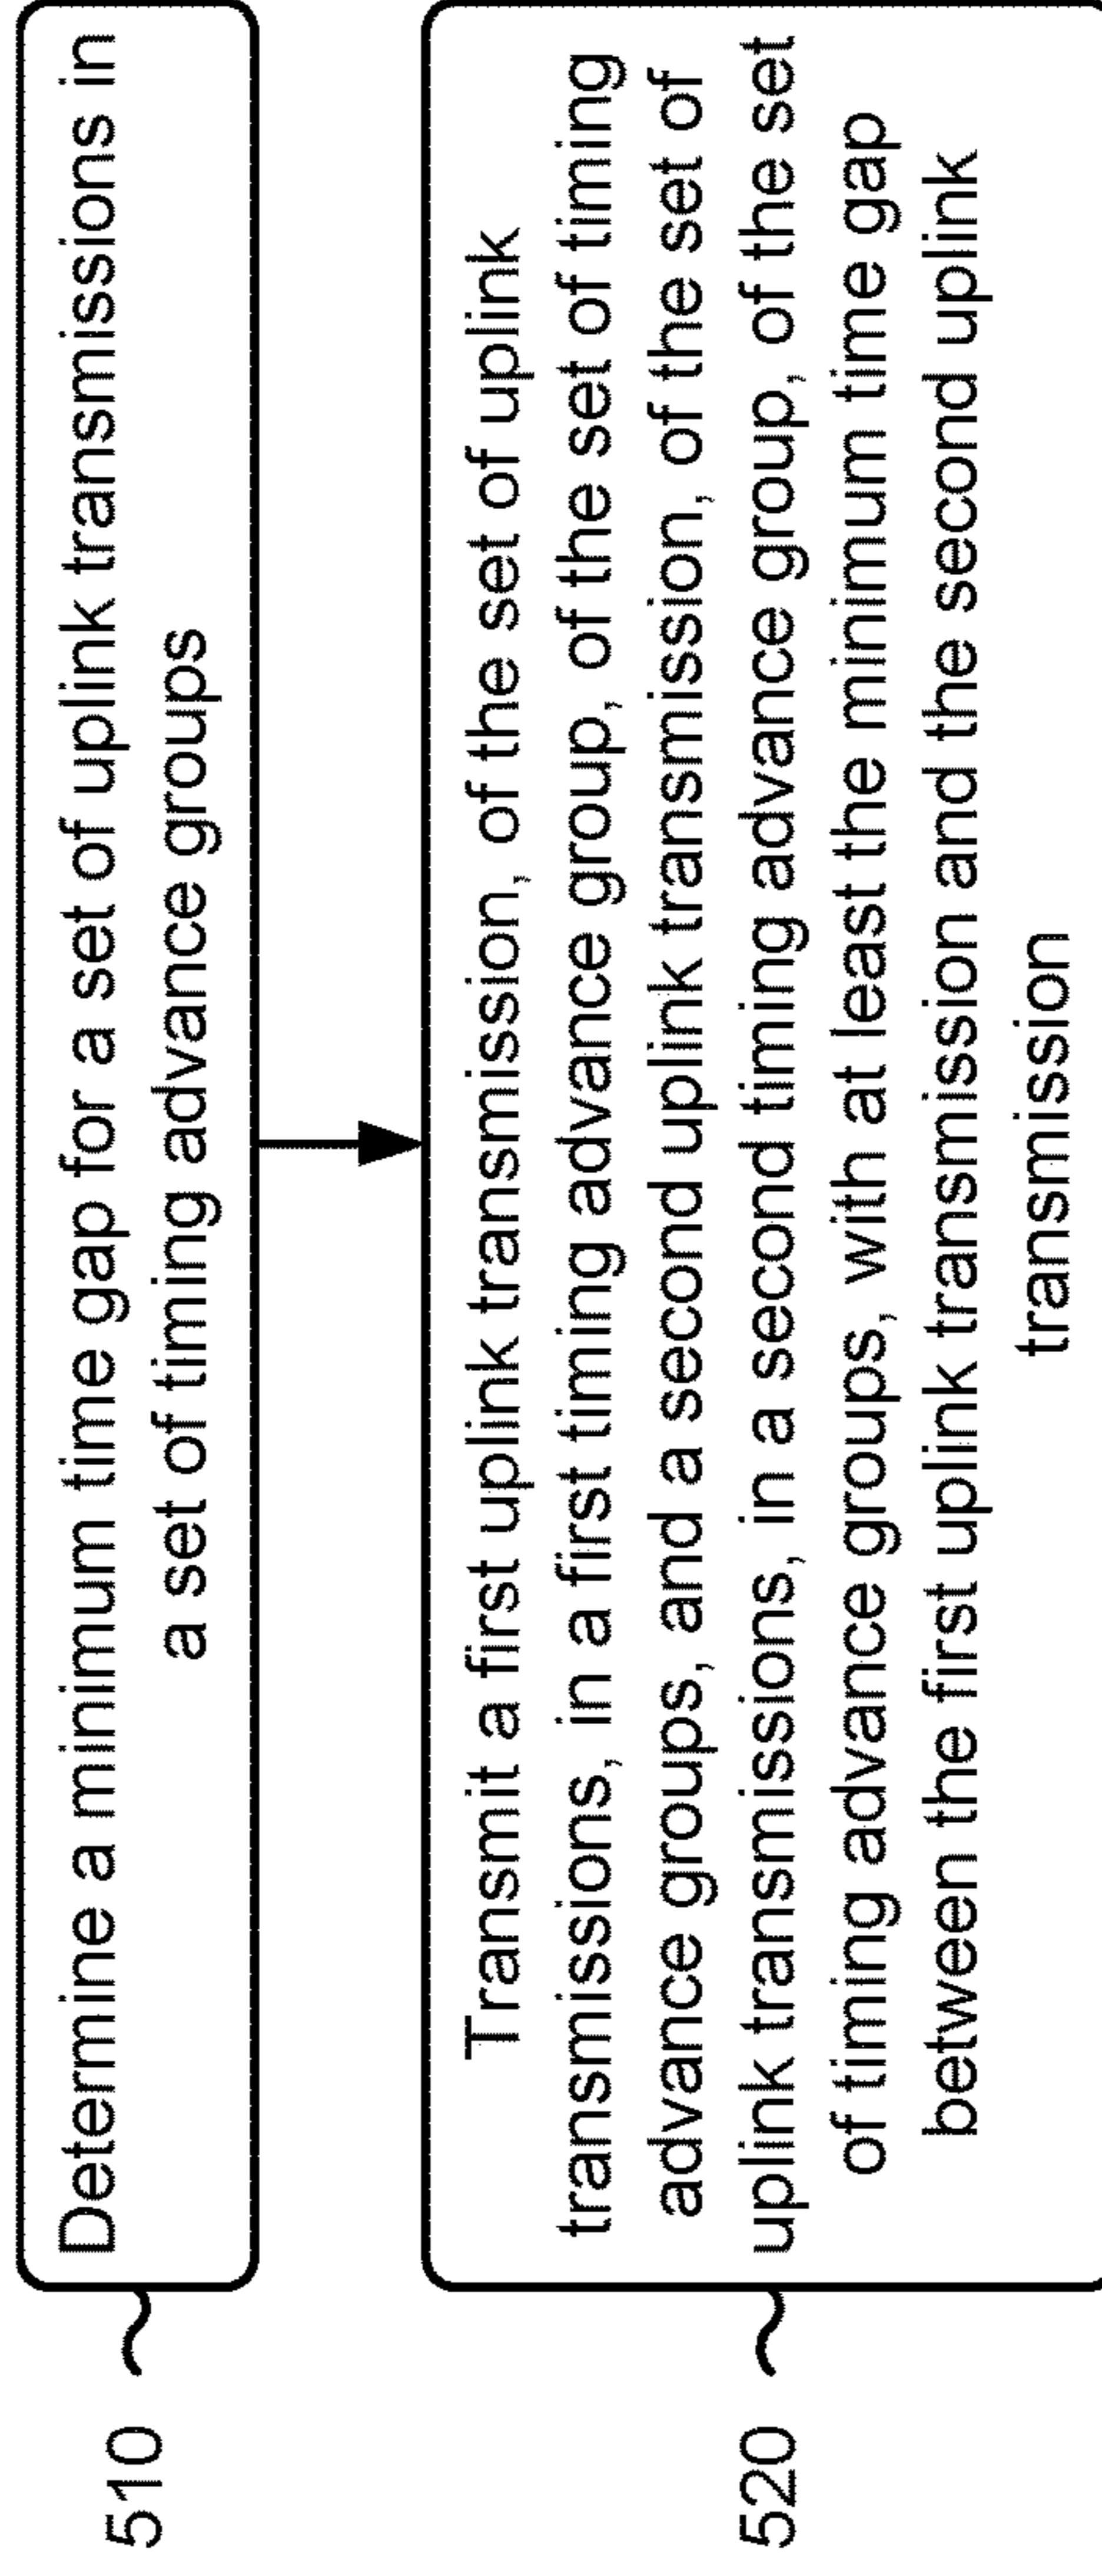 510
Determine a minimum time gap for a set of uplink transmissions in
a set of timing advance groups
520
Transmit a first uplink transmission, of the set of uplink
transmissions, in a first timing advance group, of the set of timing
advance groups, and a second uplink transmission, of the set of
uplink transmissions, in a second timing advance group, of the set
of timing advance groups, with at least the minimum time gap
between the first uplink transmission and the second uplink
transmission